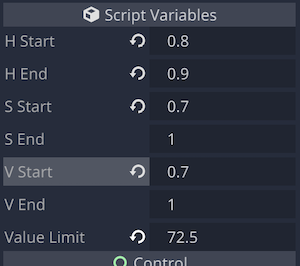 Script Variables
H Start 0.8
H End 0.9
S Start 0.7
S End 1
V Start 0.7
V End 1
Value Limit 72.5
Control